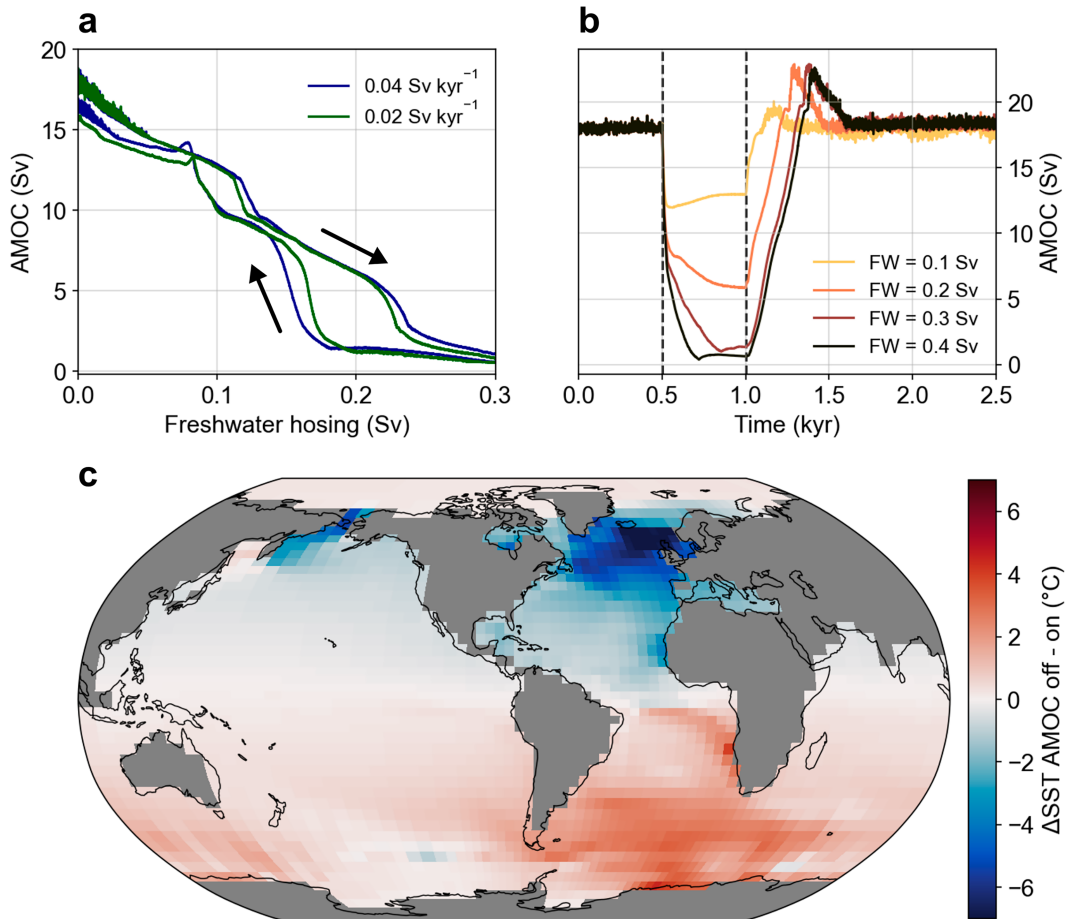 a
20
15
10
5
0
AMOC (Sv)
0.04 Sv kyr⁻¹
0.02 Sv kyr⁻¹
0.0 0.1 0.2 0.3
Freshwater hosing (Sv)
b
20
15
10
5
0
AMOC (Sv)
FW = 0.1 Sv
FW = 0.2 Sv
FW = 0.3 Sv
FW = 0.4 Sv
0.0 0.5 1.0 1.5 2.0 2.5
Time (kyr)
c
6
4
2
0
−2
−4
−6
ΔSST AMOC off - on (°C)